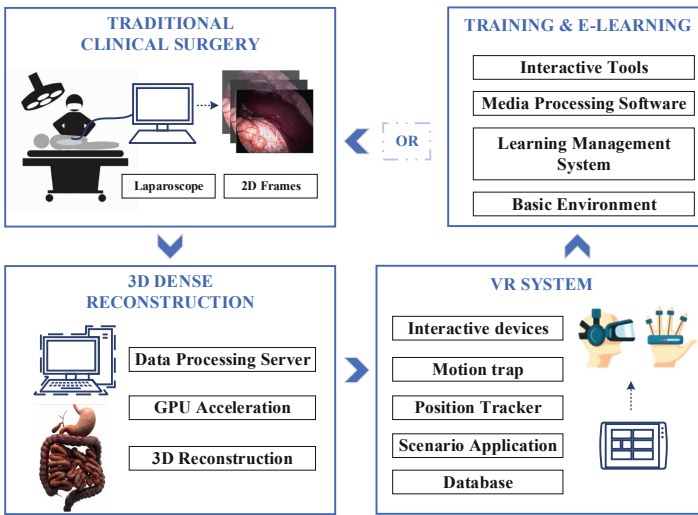 TRADITIONAL
CLINICAL SURGERY
Laparoscope
2D Frames
OR
TRAINING & E-LEARNING
Interactive Tools
Media Processing Software
Learning Management
System
Basic Environment
3D DENSE
RECONSTRUCTION
Data Processing Server
GPU Acceleration
3D Reconstruction
VR SYSTEM
Interactive devices
Motion trap
Position Tracker
Scenario Application
Database